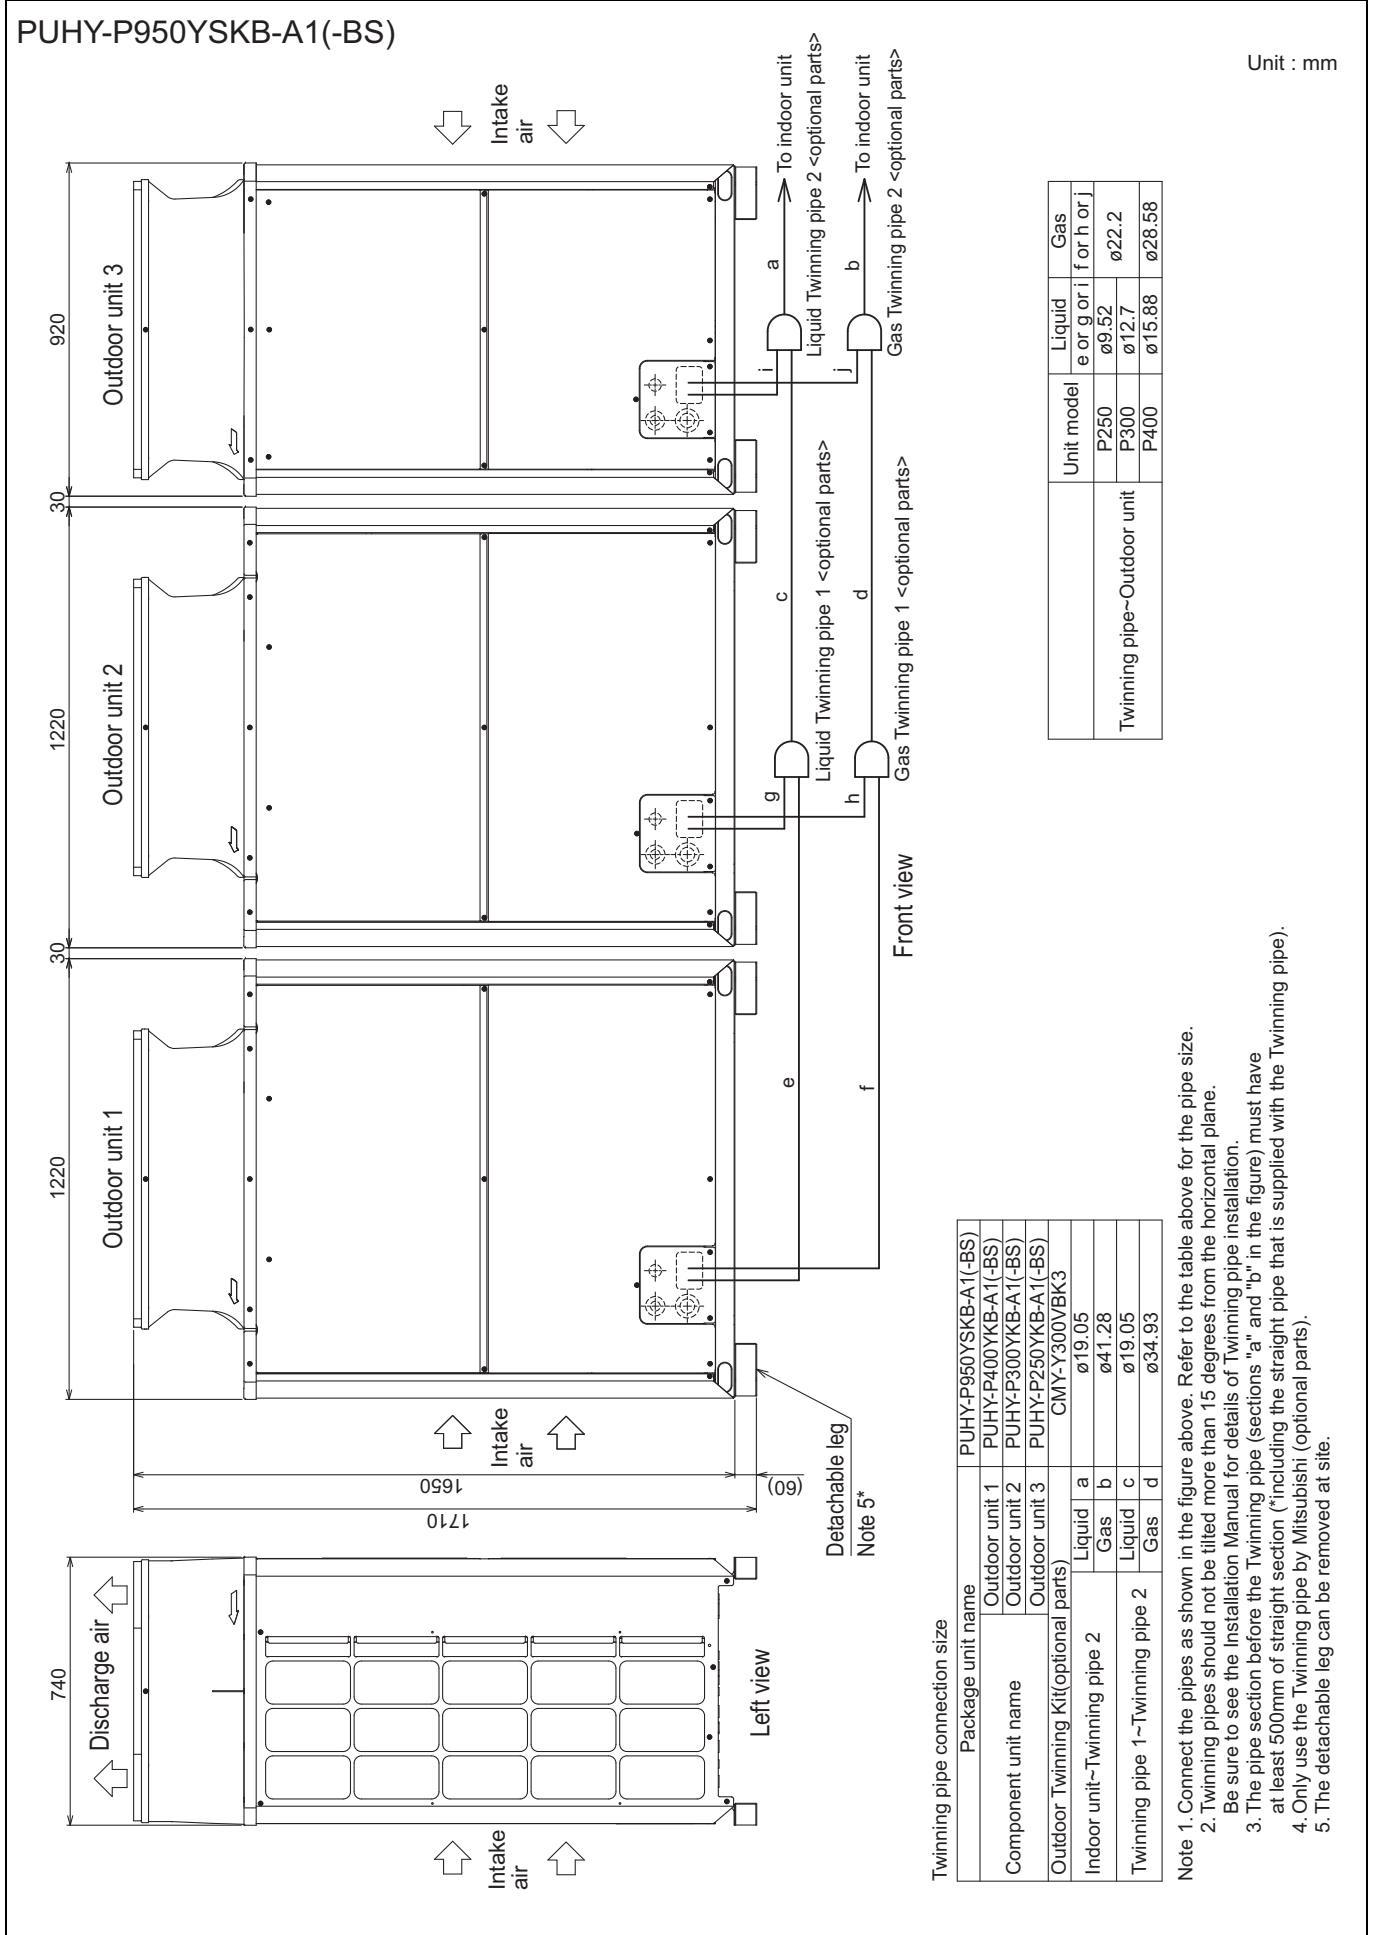 PUHY-P950YSKB-A1(-BS)
Unit : mm
740
Discharge air
Intake
air
Left view
1710
1650
(60)
Intake
air
Detachable leg
Note 5*
1220
30
1220
30
920
Outdoor unit 1
Outdoor unit 2
Outdoor unit 3
Intake
air
e
f
g
h
c
d
i
j
a
b
To indoor unit
Liquid Twinning pipe 2 <optional parts>
To indoor unit
Gas Twinning pipe 2 <optional parts>
Liquid Twinning pipe 1 <optional parts>
Gas Twinning pipe 1 <optional parts>
Front view
Twinning pipe connection size
Package unit name PUHY-P950YSKB-A1(-BS)
Component unit name
Outdoor unit 1 PUHY-P400YKB-A1(-BS)
Outdoor unit 2 PUHY-P300YKB-A1(-BS)
Outdoor unit 3 PUHY-P250YKB-A1(-BS)
Outdoor Twinning Kit(optional parts) CMY-Y300VBK3
Indoor unit~Twinning pipe 2
Liquid a ø19.05
Gas b ø41.28
Twinning pipe 1~Twinning pipe 2
Liquid c ø19.05
Gas d ø34.93
Unit model Liquid Gas
e or g or i f or h or j
Twinning pipe~Outdoor unit
P250 ø9.52 ø22.2
P300 ø12.7
P400 ø15.88 ø28.58
Note 1. Connect the pipes as shown in the figure above. Refer to the table above for the pipe size.
2. Twinning pipes should not be tilted more than 15 degrees from the horizontal plane.
Be sure to see the Installation Manual for details of Twinning pipe installation.
3. The pipe section before the Twinning pipe (sections "a" and "b" in the figure) must have
at least 500mm of straight section (*including the straight pipe that is supplied with the Twinning pipe).
4. Only use the Twinning pipe by Mitsubishi (optional parts).
5. The detachable leg can be removed at site.